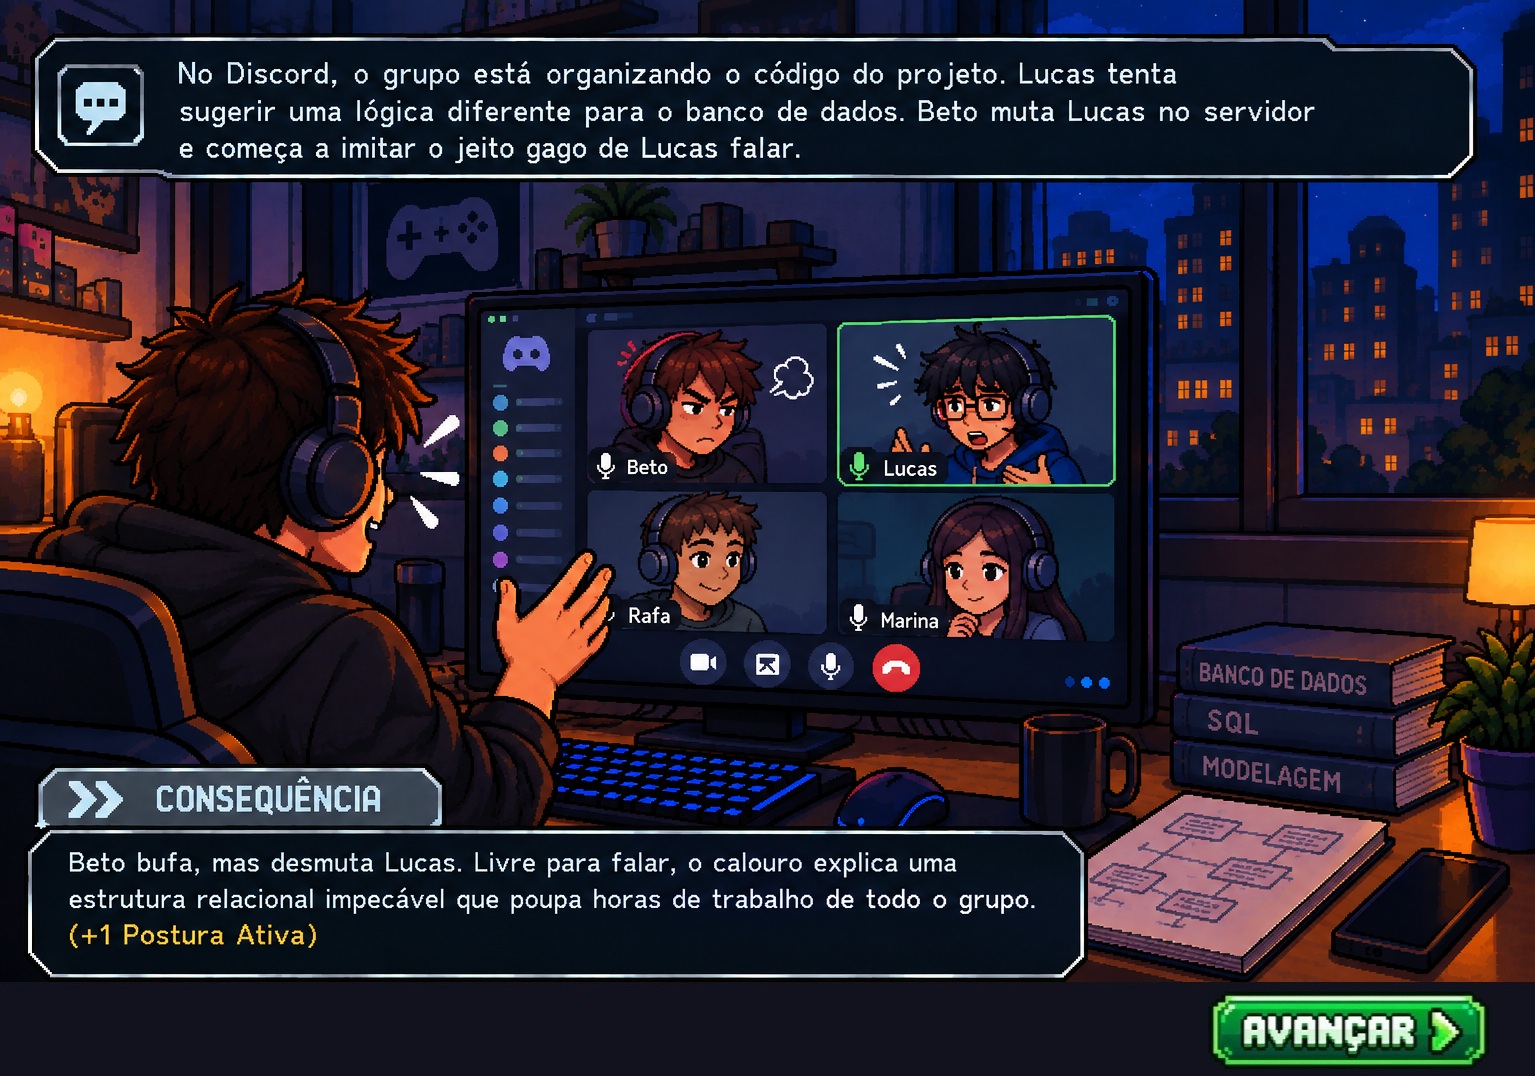 No Discord, o grupo está organizando o código do projeto. Lucas tenta
sugerir uma lógica diferente para o banco de dados. Beto muta Lucas no servidor
e começa a imitar o jeito gago de Lucas falar.
Beto
Lucas
Rafa
Marina
BANCO DE DADOS
SQL
MODELAGEM
CONSEQUÊNCIA
Beto bufa, mas desmuta Lucas. Livre para falar, o calouro explica uma
estrutura relacional impecável que poupa horas de trabalho de todo o grupo.
(+1 Postura Ativa)
AVANÇAR